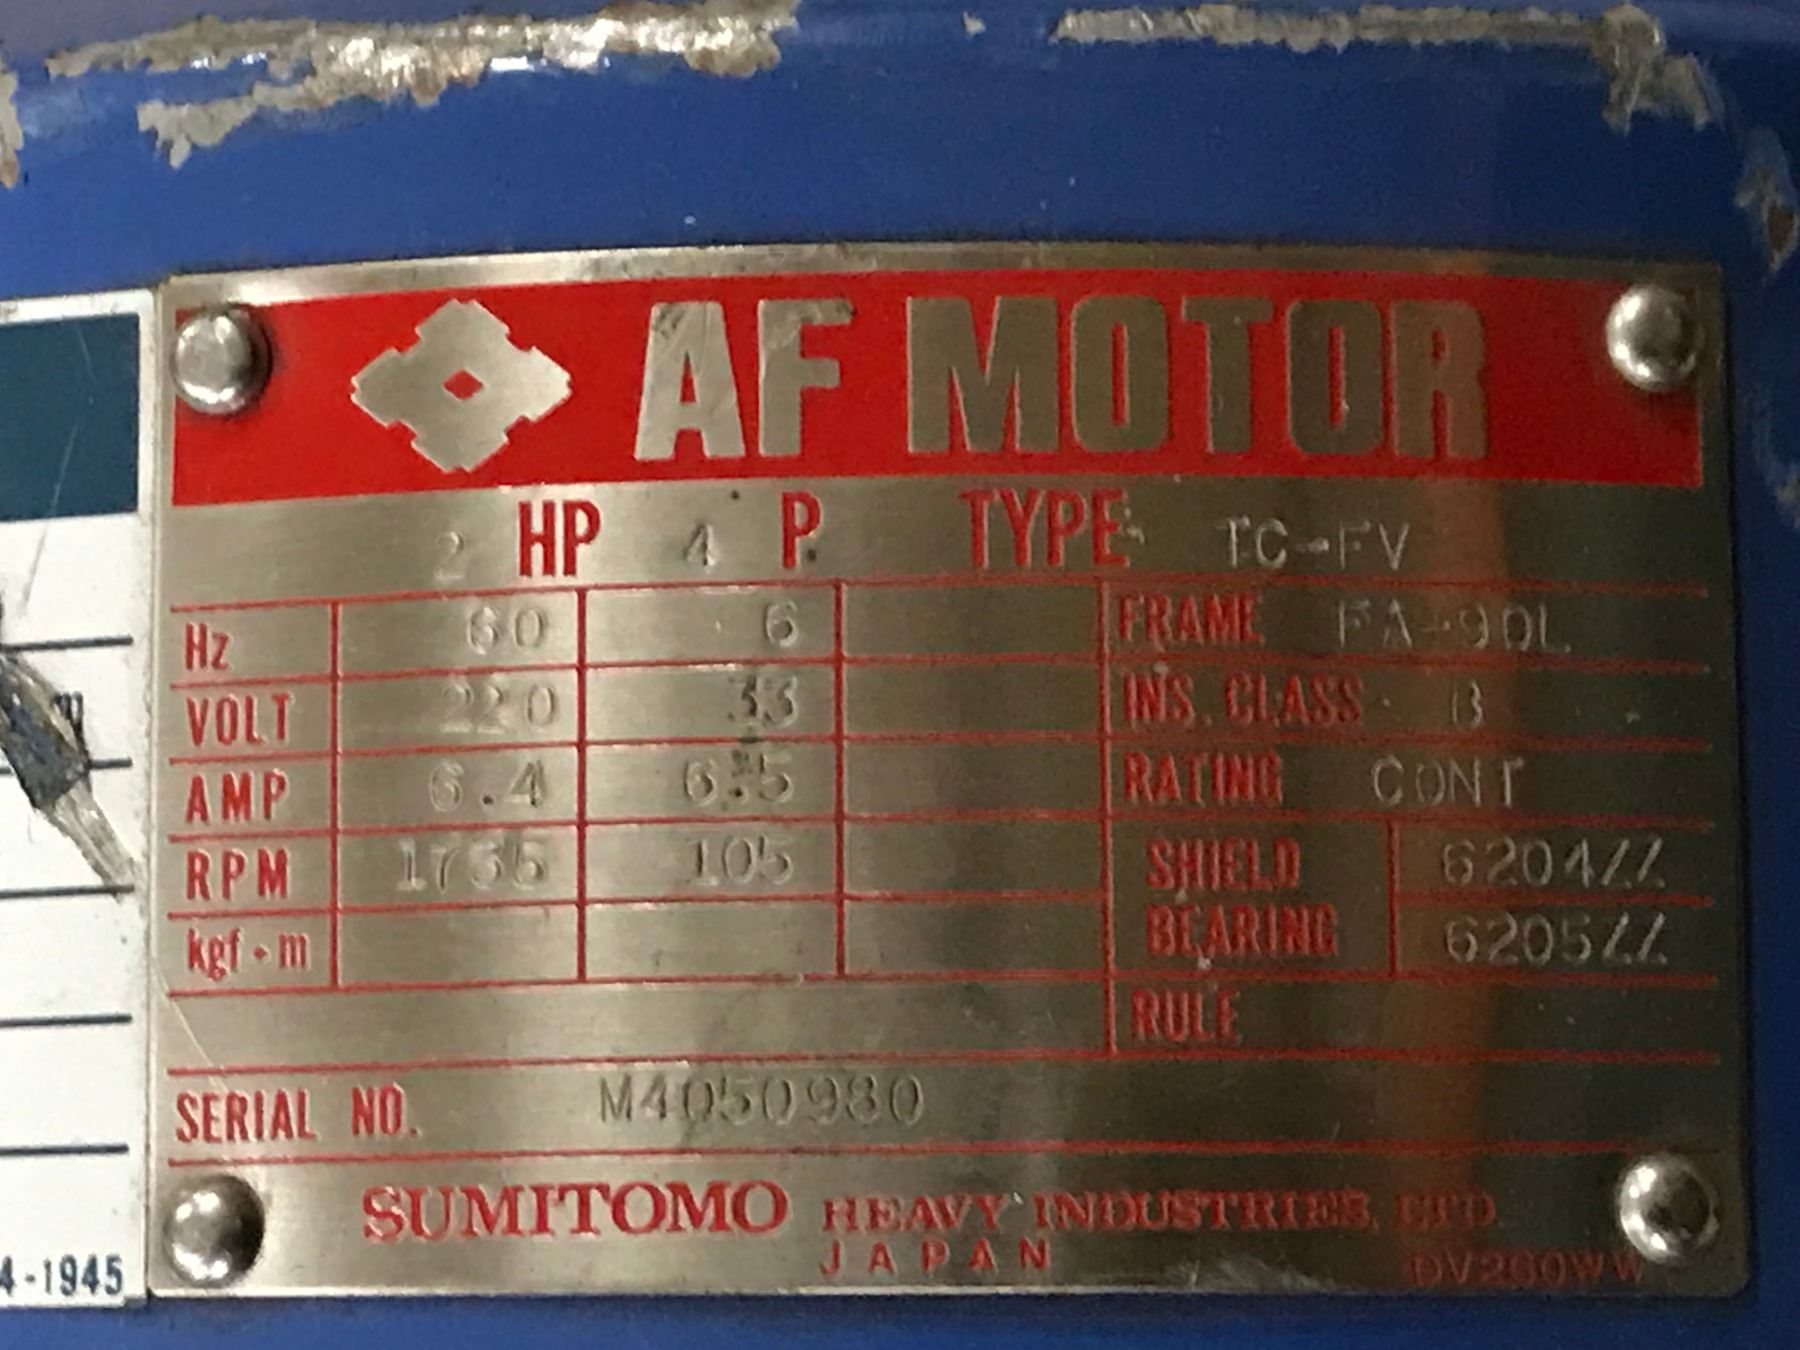 AF MOTOR
2 HP 4 P TYPE TC-FV
Hz 60 6 FRAME FA-90L
VOLT 220 33 INS. CLASS B
AMP 6.4 6.5 RATING CONT
RPM 105 SHIELD 6204ZZ
kgf·m BEARING 6205ZZ
RULE
SERIAL NO. M4050980
SUMITOMO HEAVY INDUSTRIES, LTD.
JAPAN
4-1945